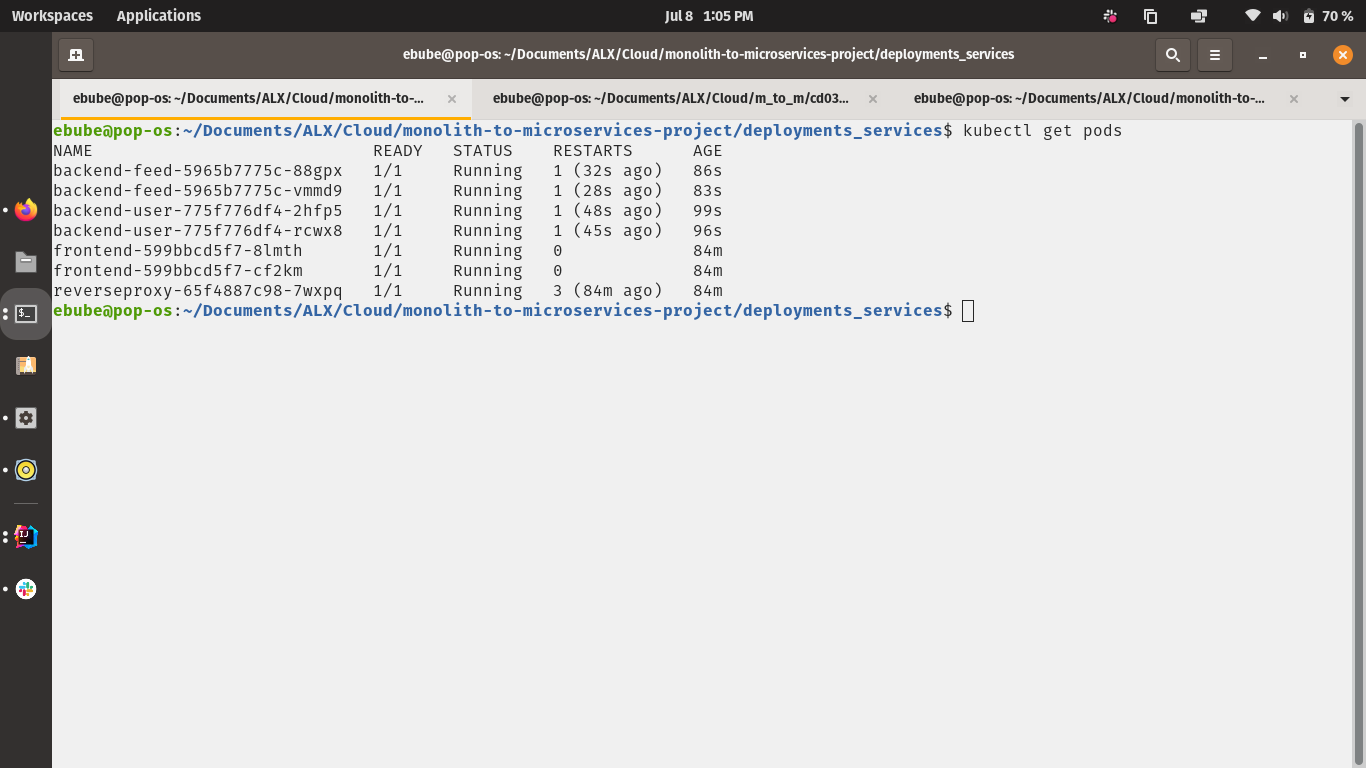 Workspaces Applications Jul 8 1:05 PM 70 %
ebube@pop-os: ~/Documents/ALX/Cloud/monolith-to-microservices-project/deployments_services
ebube@pop-os: ~/Documents/ALX/Cloud/monolith-to-... ebube@pop-os: ~/Documents/ALX/Cloud/m_to_m/cd03... ebube@pop-os: ~/Documents/ALX/Cloud/monolith-to-...
ebube@pop-os:~/Documents/ALX/Cloud/monolith-to-microservices-project/deployments_services$ kubectl get pods
NAME READY STATUS RESTARTS AGE
backend-feed-5965b7775c-88gpx 1/1 Running 1 (32s ago) 86s
backend-feed-5965b7775c-vmmd9 1/1 Running 1 (28s ago) 83s
backend-user-775f776df4-2hfp5 1/1 Running 1 (48s ago) 99s
backend-user-775f776df4-rcwx8 1/1 Running 1 (45s ago) 96s
frontend-599bbcd5f7-8lmth 1/1 Running 0 84m
frontend-599bbcd5f7-cf2km 1/1 Running 0 84m
reverseproxy-65f4887c98-7wxpq 1/1 Running 3 (84m ago) 84m
ebube@pop-os:~/Documents/ALX/Cloud/monolith-to-microservices-project/deployments_services$
$_
IJ